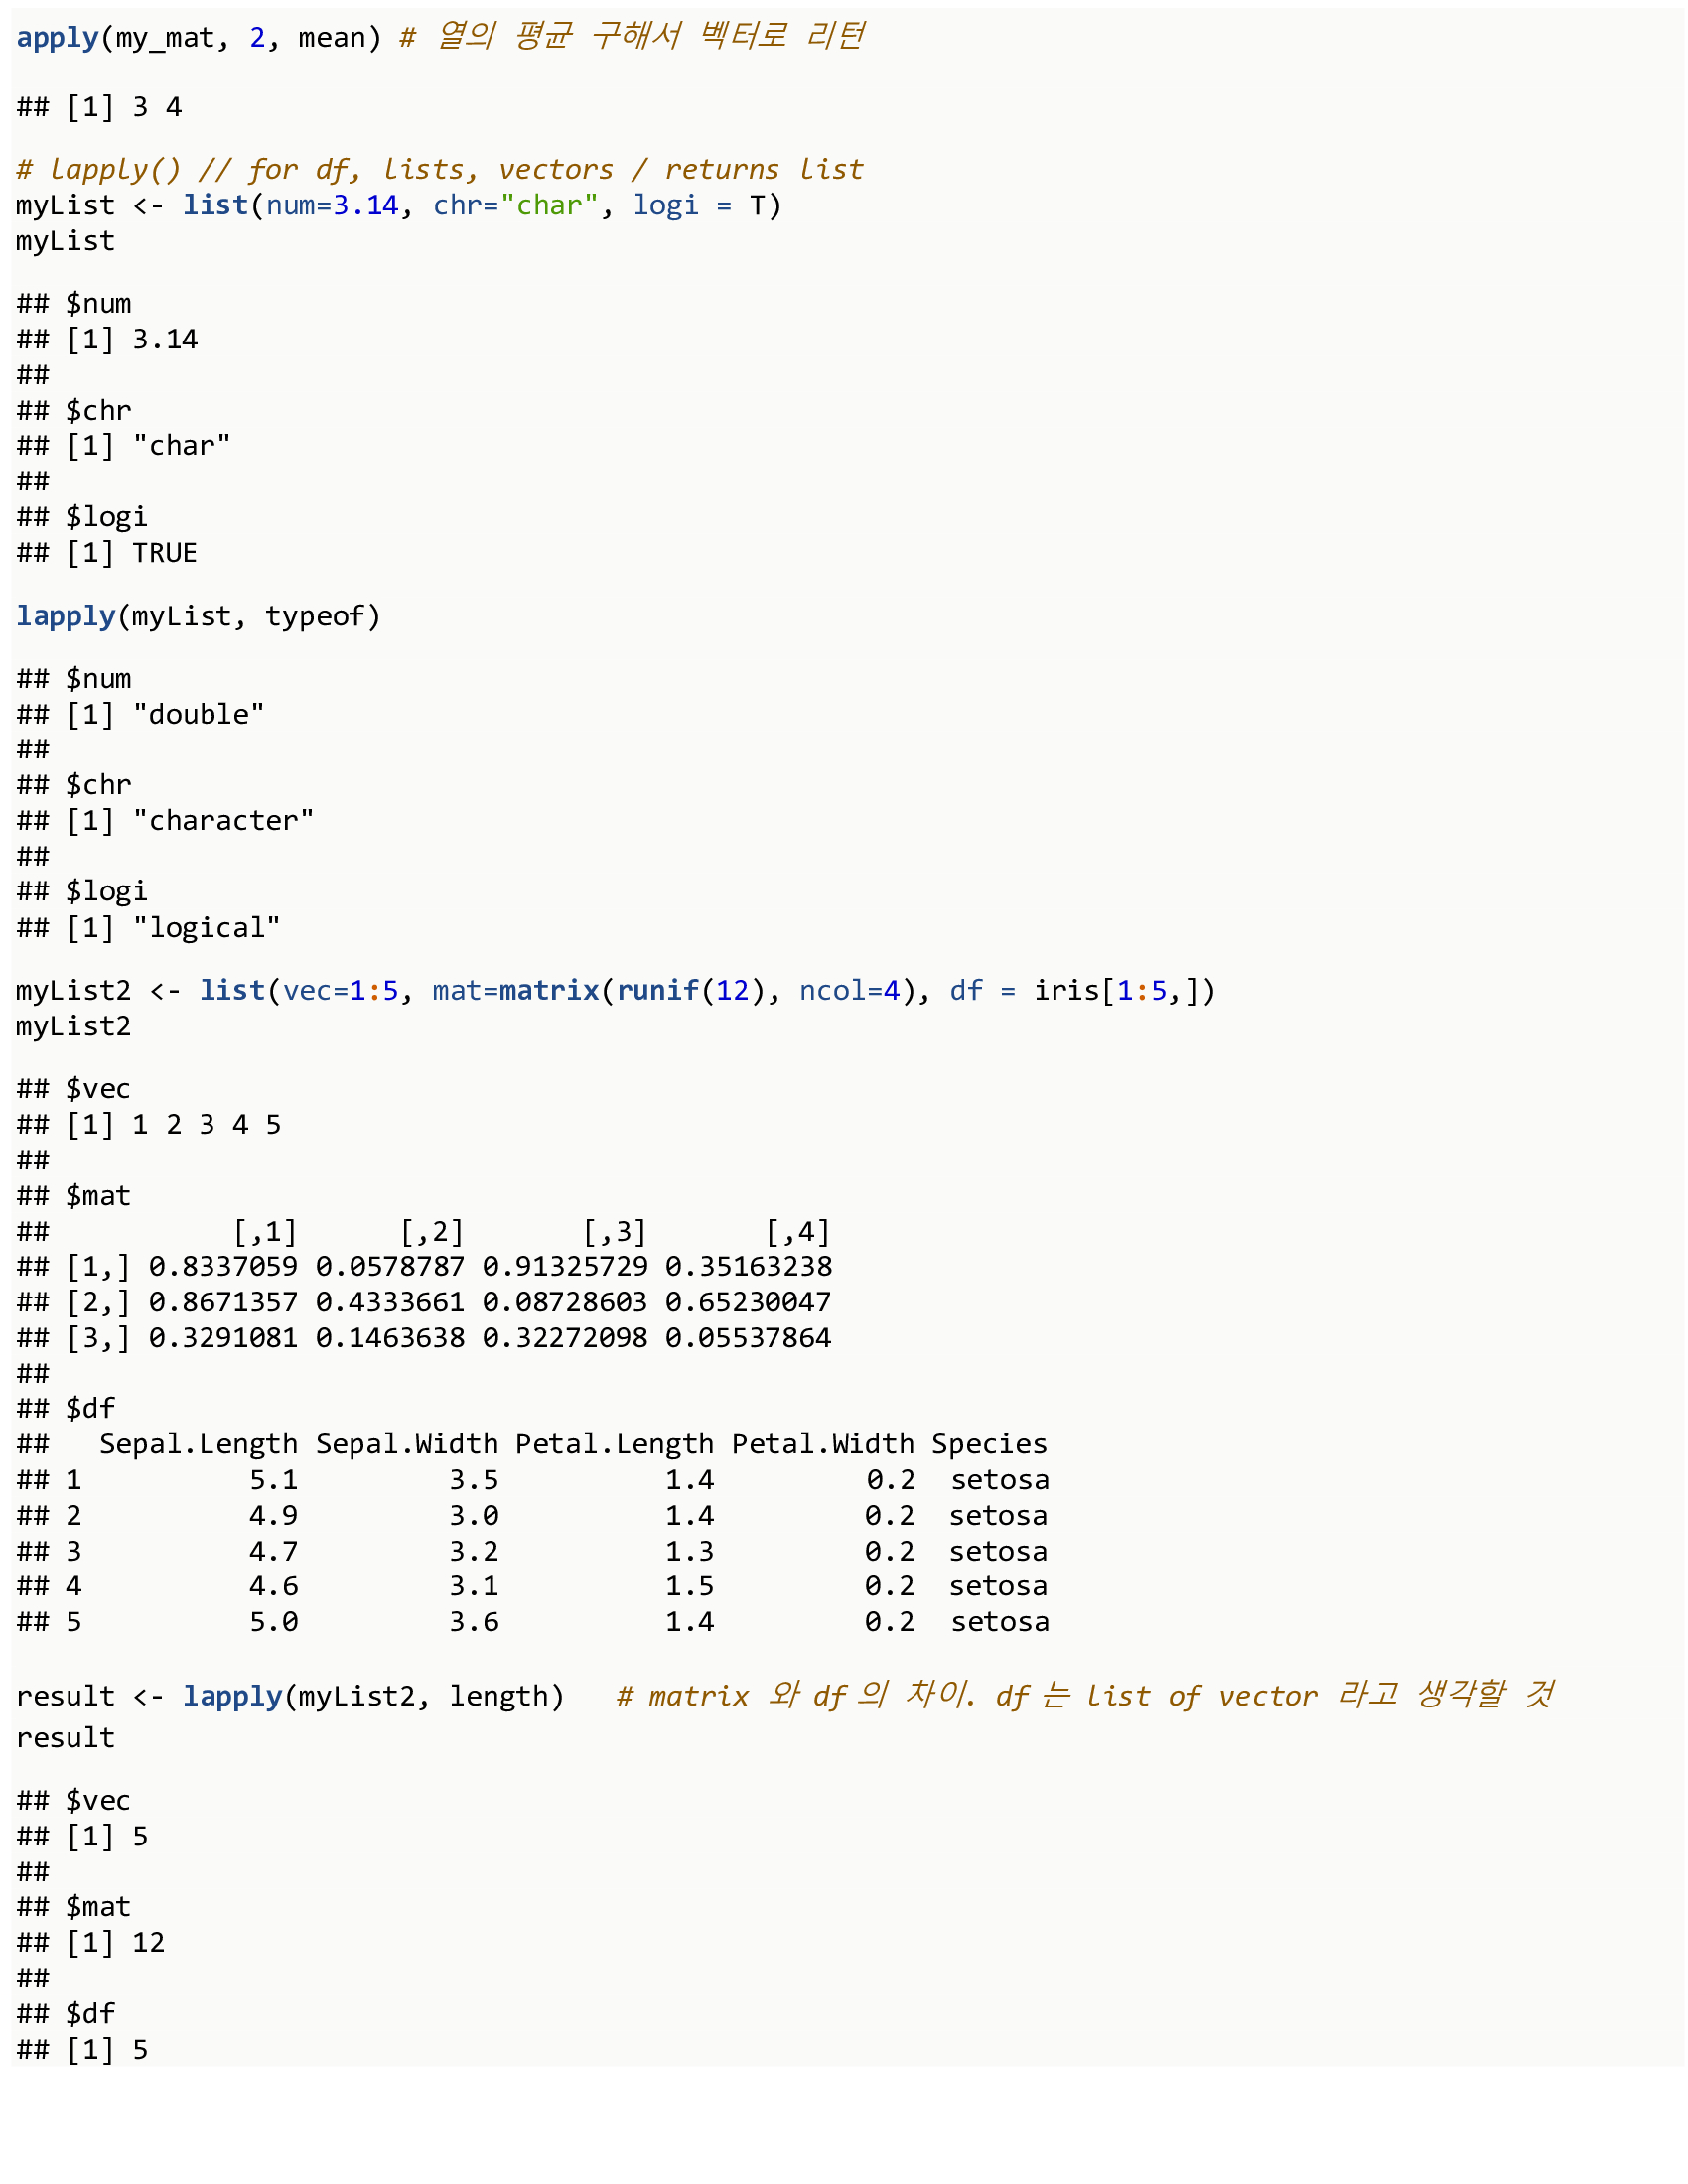 apply(my_mat, 2, mean) # 열의 평균 구해서 벡터로 리턴
## [1] 3 4
# lapply() // for df, lists, vectors / returns list
myList <- list(num=3.14, chr="char", logi = T)
myList
## $num
## [1] 3.14
##
## $chr
## [1] "char"
##
## $logi
## [1] TRUE
lapply(myList, typeof)
## $num
## [1] "double"
##
## $chr
## [1] "character"
##
## $logi
## [1] "logical"
myList2 <- list(vec=1:5, mat=matrix(runif(12), ncol=4), df = iris[1:5,])
myList2
## $vec
## [1] 1 2 3 4 5
##
## $mat
##           [,1]      [,2]       [,3]       [,4]
## [1,] 0.8337059 0.0578787 0.91325729 0.35163238
## [2,] 0.8671357 0.4333661 0.08728603 0.65230047
## [3,] 0.3291081 0.1463638 0.32272098 0.05537864
##
## $df
##   Sepal.Length Sepal.Width Petal.Length Petal.Width Species
## 1          5.1         3.5          1.4         0.2  setosa
## 2          4.9         3.0          1.4         0.2  setosa
## 3          4.7         3.2          1.3         0.2  setosa
## 4          4.6         3.1          1.5         0.2  setosa
## 5          5.0         3.6          1.4         0.2  setosa
result <- lapply(myList2, length)   # matrix 와 df 의 차이. df 는 list of vector 라고 생각할 것
result
## $vec
## [1] 5
##
## $mat
## [1] 12
##
## $df
## [1] 5